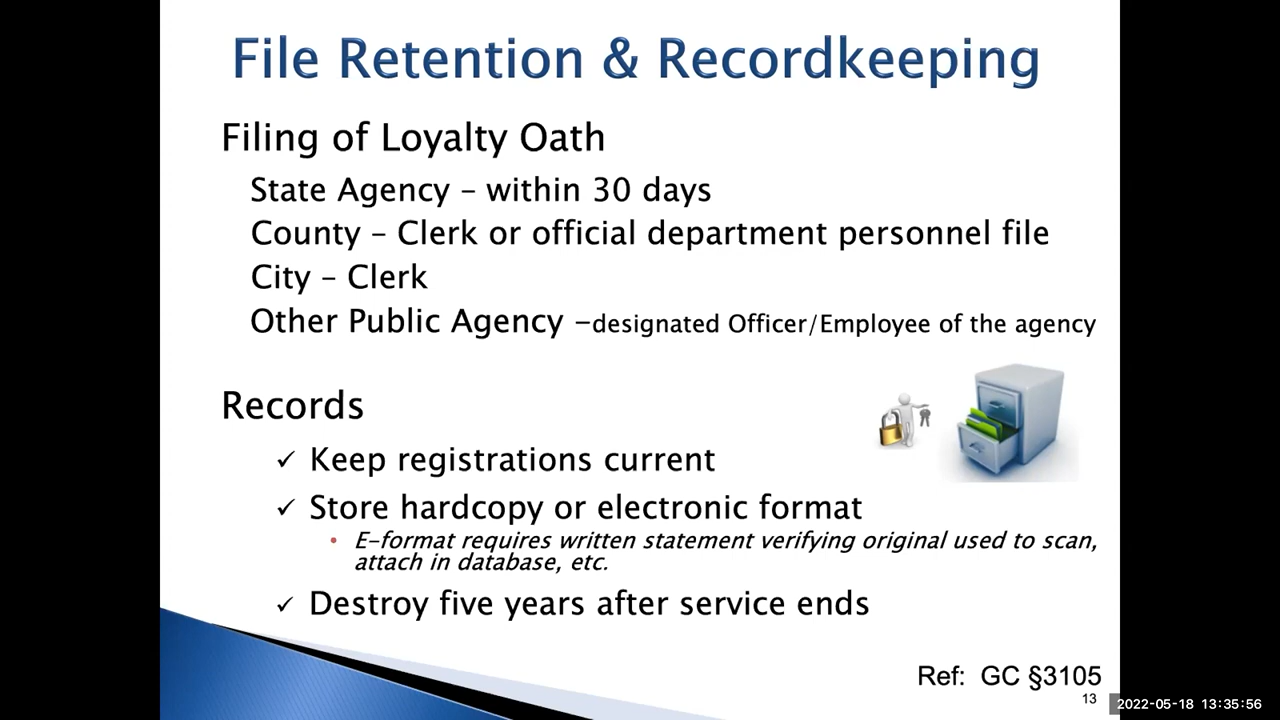 File Retention & Recordkeeping
Filing of Loyalty Oath
State Agency – within 30 days
County – Clerk or official department personnel file
City – Clerk
Other Public Agency –designated Officer/Employee of the agency
Records
✓ Keep registrations current
✓ Store hardcopy or electronic format
• E-format requires written statement verifying original used to scan,
attach in database, etc.
✓ Destroy five years after service ends
Ref: GC §3105
13
2022-05-18 13:35:56